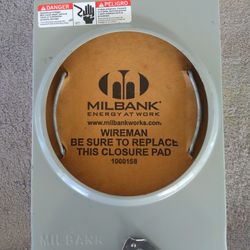 DANGER
PELIGRO
MILBANK
ENERGY AT WORK
www.milbankworks.com
WIREMAN
BE SURE TO REPLACE
THIS CLOSURE PAD
1000158
MILBANK